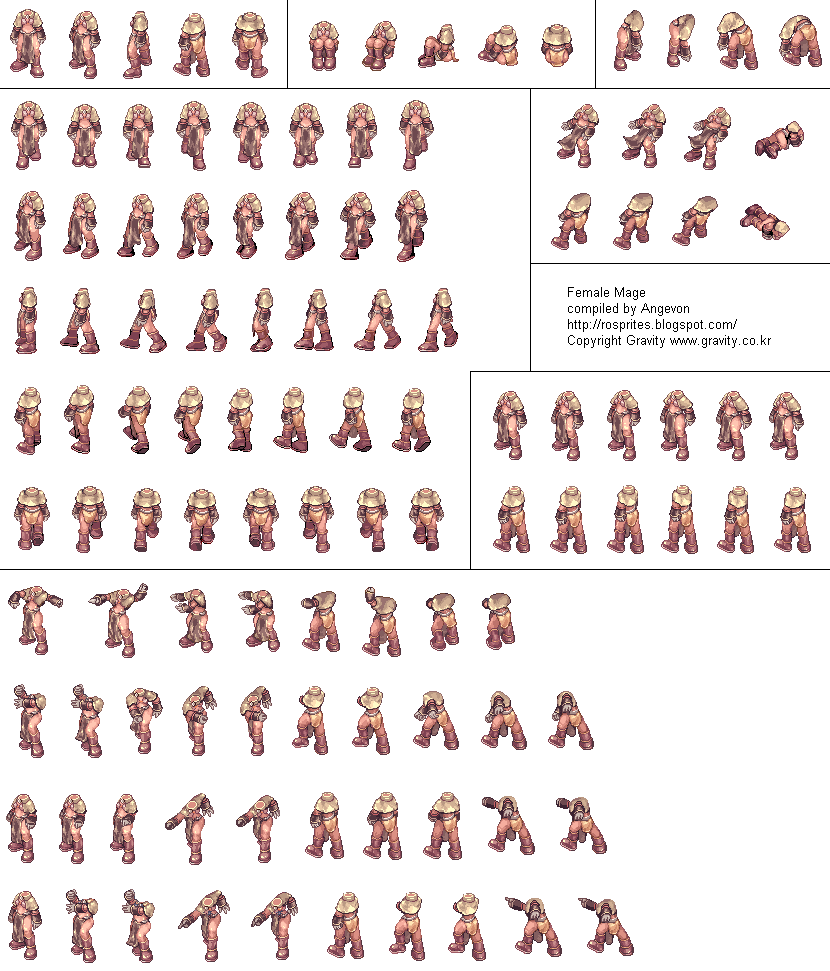 Female Mage
compiled by Angevon
http://rosprites.blogspot.com/
Copyright Gravity www.gravity.co.kr